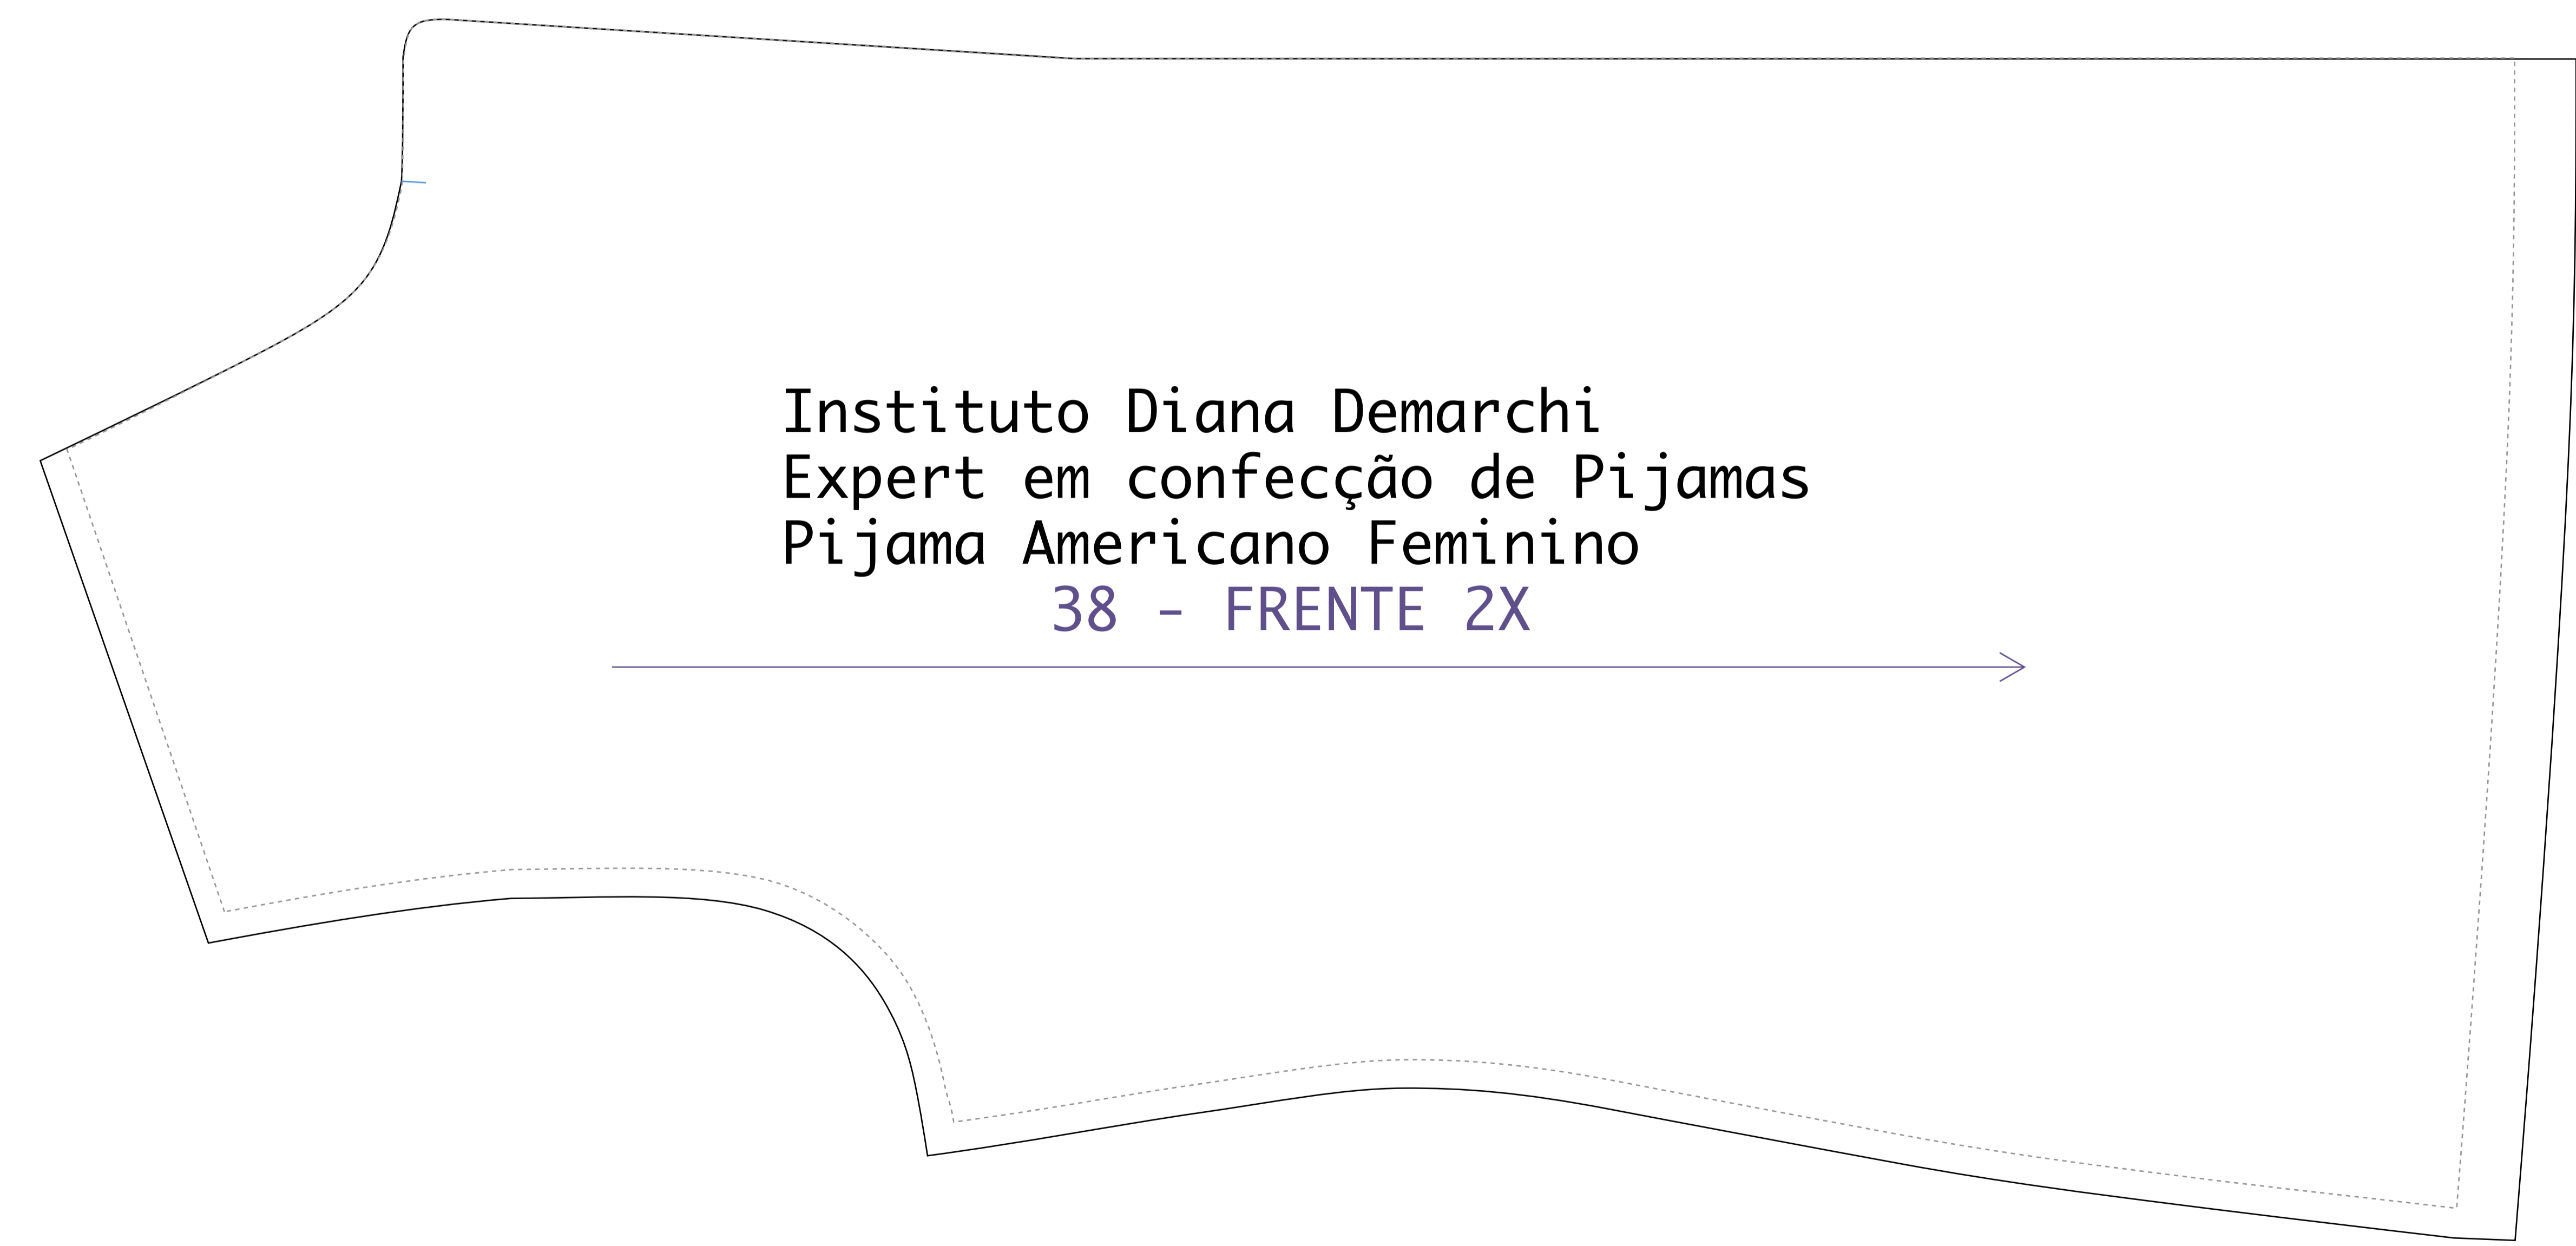 Instituto Diana Demarchi
Expert em confecção de Pijamas
Pijama Americano Feminino
38 - FRENTE 2X